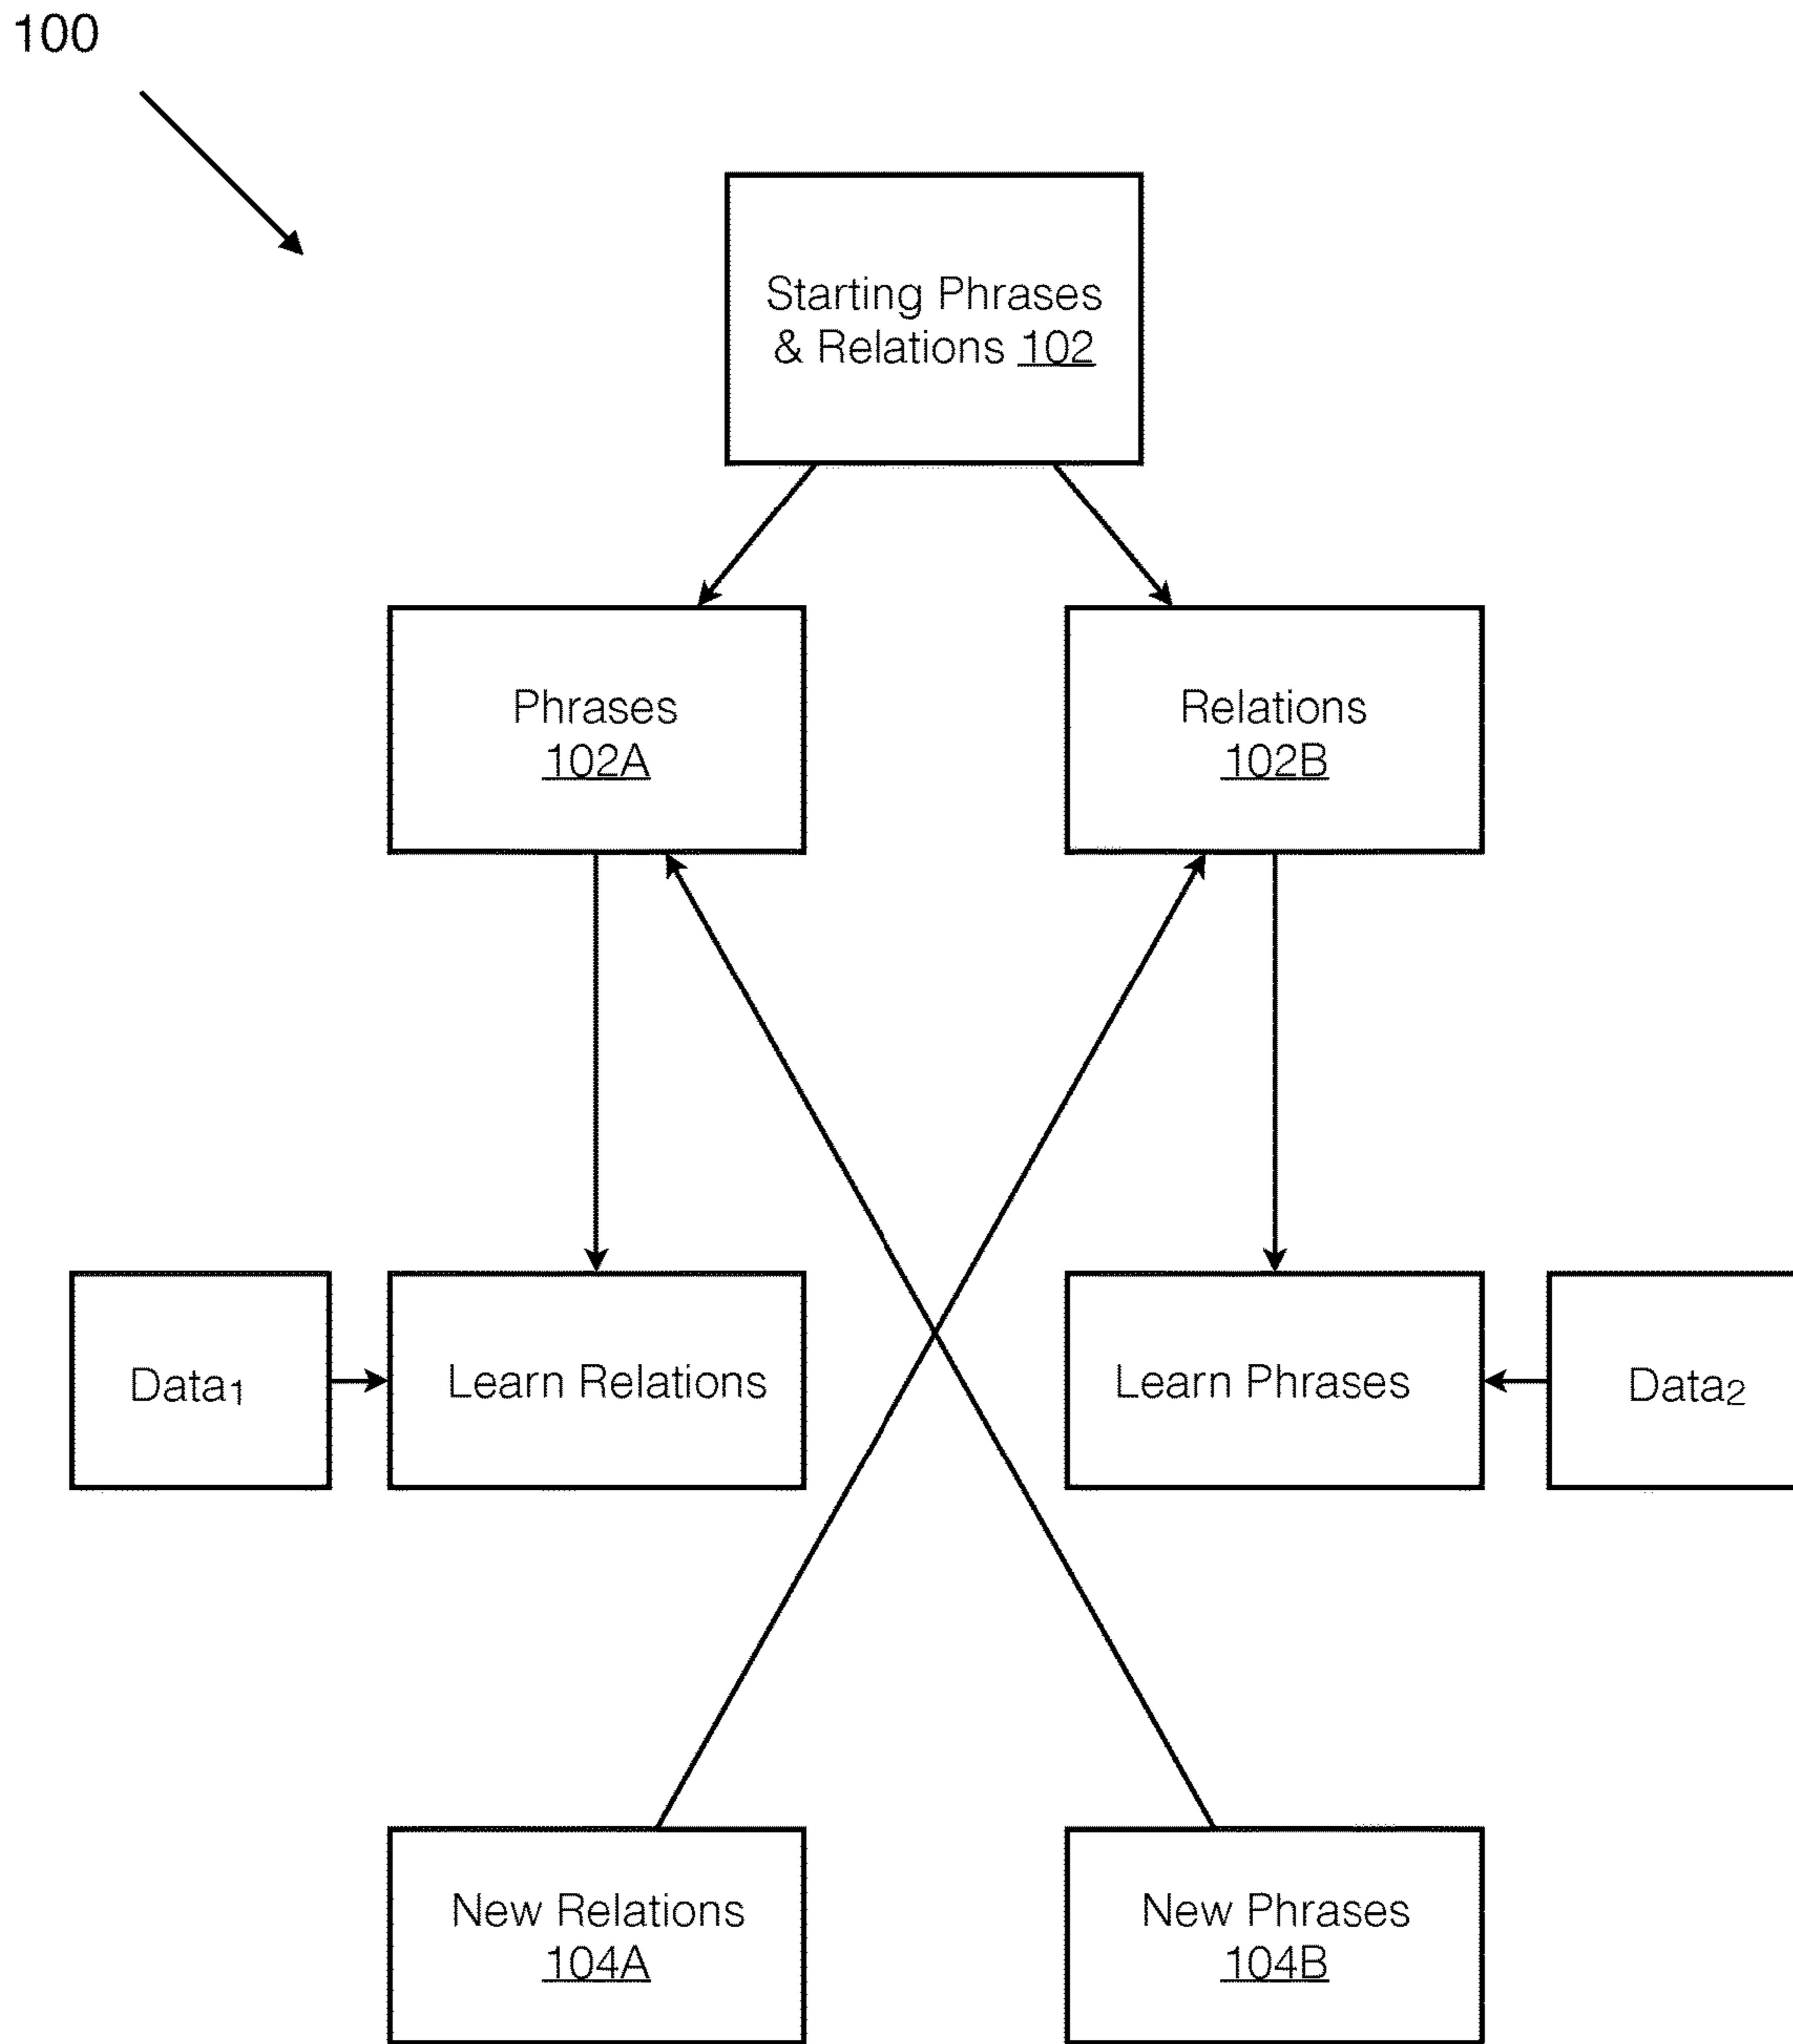 100
Starting Phrases
& Relations 102
Phrases
102A
Relations
102B
Data₁
Learn Relations
Learn Phrases
Data₂
New Relations
104A
New Phrases
104B